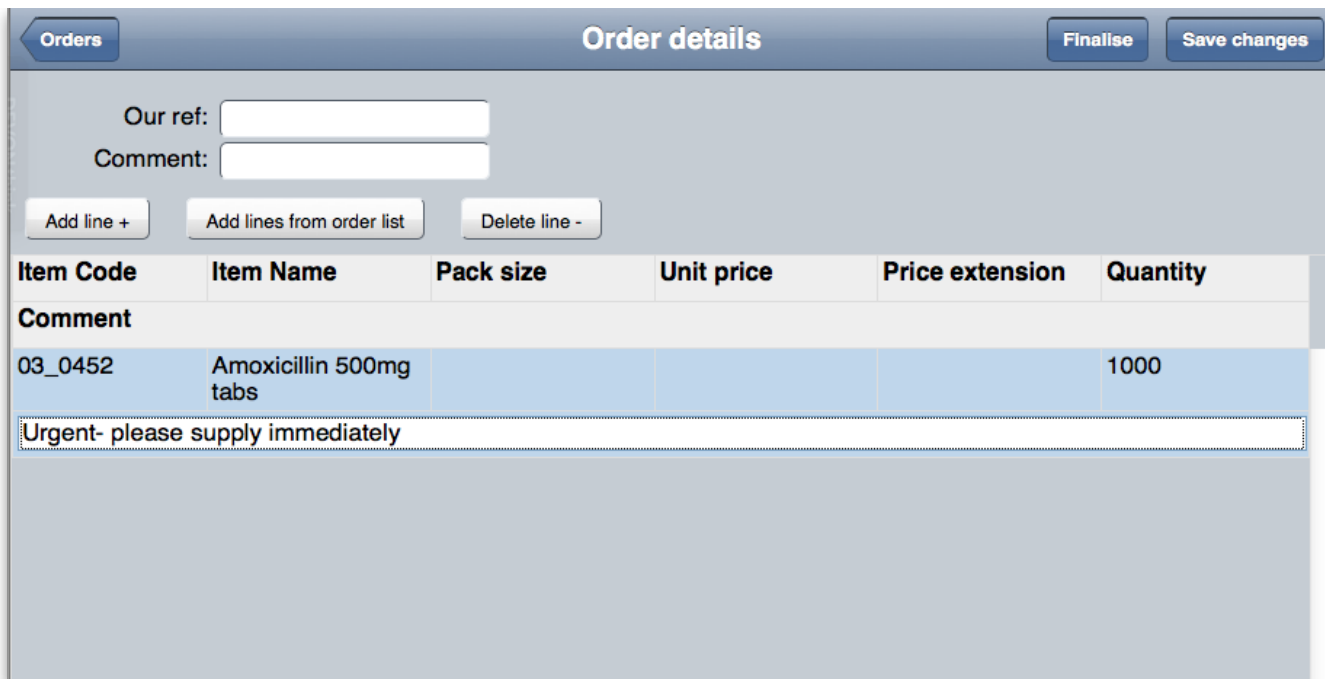 Orders
Order details
Finalise
Save changes
Our ref:
Comment:
Add line +
Add lines from order list
Delete line -
Item Code Item Name Pack size Unit price Price extension Quantity
Comment
03_0452 Amoxicillin 500mg tabs 1000
Urgent- please supply immediately